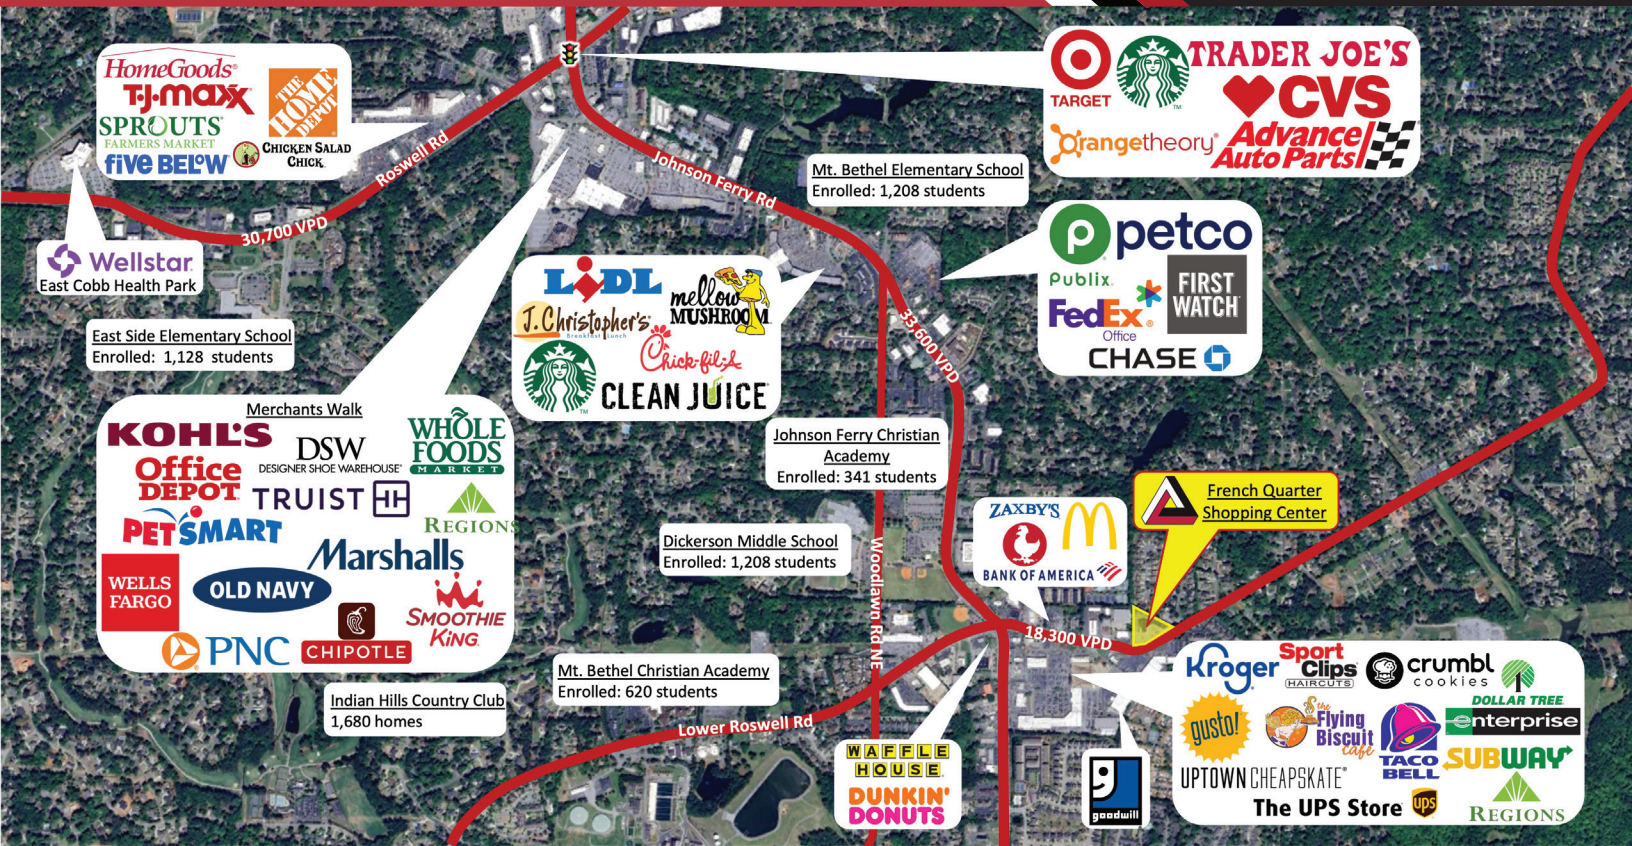 HomeGoods
T.J.maxx
SPROUTS
FARMERS MARKET
five BELOW
THE HOME DEPOT
CHICKEN SALAD
CHICK
Roswell Rd
30,700 VPD
Wellstar
East Cobb Health Park
East Side Elementary School
Enrolled: 1,128 students
TARGET
TRADER JOE'S
CVS
Orangetheory
Advance
Auto Parts
Johnson Ferry Rd
Mt. Bethel Elementary School
Enrolled: 1,208 students
petco
Publix
FedEx
Office
FIRST
WATCH
CHASE
LiDL
mellow
MUSHROOM
J. Christopher's
Breakfast Lunch
Chick-fil-A
CLEAN JUICE
33,600 VPD
Merchants Walk
KOHL'S
DSW
DESIGNER SHOE WAREHOUSE
WHOLE
FOODS
MARKET
Office
DEPOT
TRUIST
REGIONS
PETSMART
Marshalls
WELLS
FARGO
OLD NAVY
SMOOTHIE
KING
PNC
CHIPOTLE
Johnson Ferry Christian
Academy
Enrolled: 341 students
Dickerson Middle School
Enrolled: 1,208 students
Woodlawn Rd NE
ZAXBY'S
BANK OF AMERICA
French Quarter
Shopping Center
18,300 VPD
Mt. Bethel Christian Academy
Enrolled: 620 students
Indian Hills Country Club
1,680 homes
Lower Roswell Rd
WAFFLE
HOUSE
DUNKIN'
DONUTS
goodwill
Kroger
Sport
Clips
HAIRCUTS
crumbl
cookies
DOLLAR TREE
gusto!
the
Flying
Biscuit
café
TACO
BELL
enterprise
SUBWAY
UPTOWN CHEAPSKATE
The UPS Store
ups
REGIONS